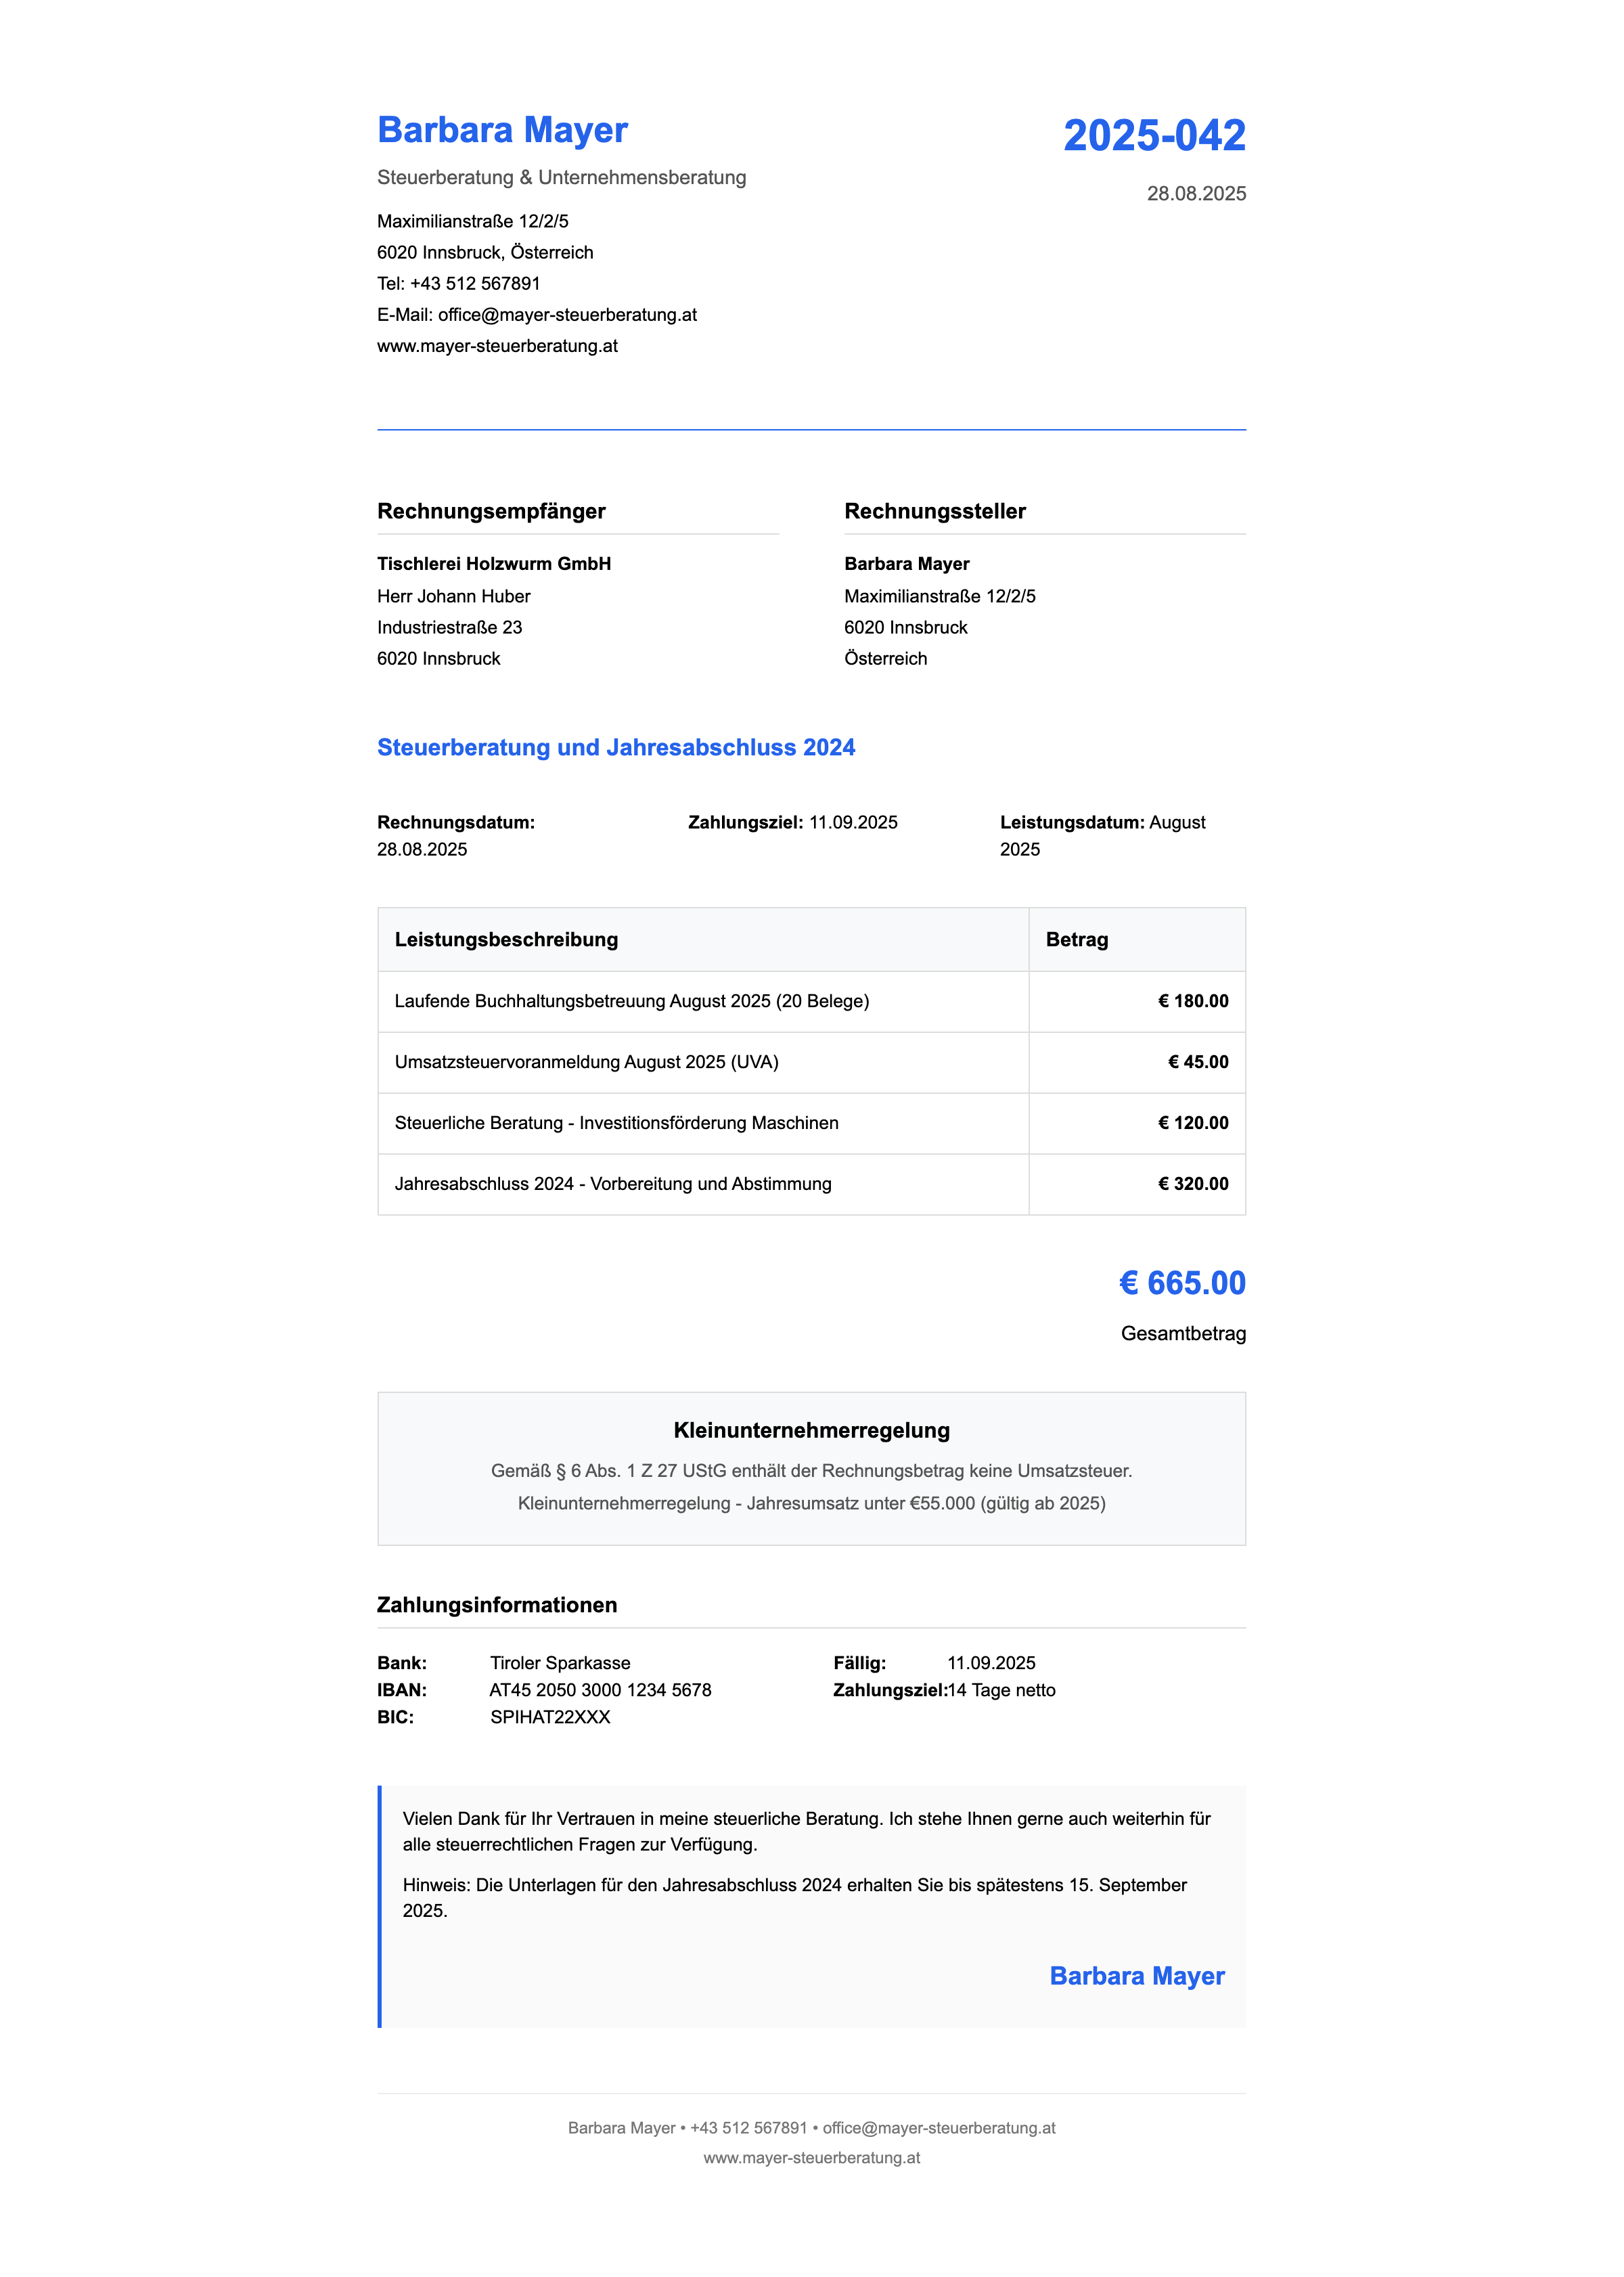 Barbara Mayer
Steuerberatung & Unternehmensberatung
Maximilianstraße 12/2/5
6020 Innsbruck, Österreich
Tel: +43 512 567891
E-Mail: office@mayer-steuerberatung.at
www.mayer-steuerberatung.at
2025-042
28.08.2025
Rechnungsempfänger
Tischlerei Holzwurm GmbH
Herr Johann Huber
Industriestraße 23
6020 Innsbruck
Rechnungssteller
Barbara Mayer
Maximilianstraße 12/2/5
6020 Innsbruck
Österreich
Steuerberatung und Jahresabschluss 2024
Rechnungsdatum:
28.08.2025
Zahlungsziel: 11.09.2025
Leistungsdatum: August
2025
Leistungsbeschreibung Betrag
Laufende Buchhaltungsbetreuung August 2025 (20 Belege) € 180.00
Umsatzsteuervoranmeldung August 2025 (UVA) € 45.00
Steuerliche Beratung - Investitionsförderung Maschinen € 120.00
Jahresabschluss 2024 - Vorbereitung und Abstimmung € 320.00
€ 665.00
Gesamtbetrag
Kleinunternehmerregelung
Gemäß § 6 Abs. 1 Z 27 UStG enthält der Rechnungsbetrag keine Umsatzsteuer.
Kleinunternehmerregelung - Jahresumsatz unter €55.000 (gültig ab 2025)
Zahlungsinformationen
Bank: Tiroler Sparkasse
IBAN: AT45 2050 3000 1234 5678
BIC: SPIHAT22XXX
Fällig: 11.09.2025
Zahlungsziel:14 Tage netto
Vielen Dank für Ihr Vertrauen in meine steuerliche Beratung. Ich stehe Ihnen gerne auch weiterhin für
alle steuerrechtlichen Fragen zur Verfügung.
Hinweis: Die Unterlagen für den Jahresabschluss 2024 erhalten Sie bis spätestens 15. September
2025.
Barbara Mayer
Barbara Mayer • +43 512 567891 • office@mayer-steuerberatung.at
www.mayer-steuerberatung.at